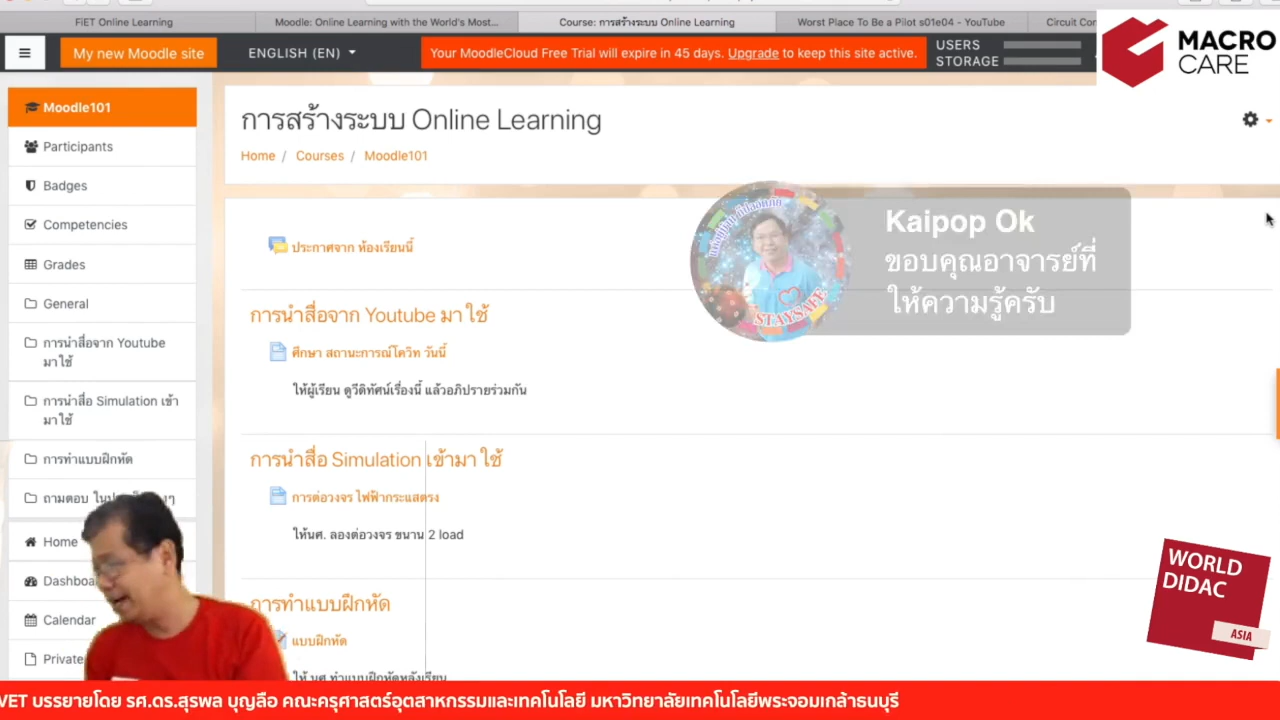 FiET Online Learning
Moodle: Online Learning with the World's Most...
Course: การสร้างระบบ Online Learning
Worst Place To Be a Pilot s01e04 - YouTube
Circuit Con
My new Moodle site
ENGLISH (EN)
Your MoodleCloud Free Trial will expire in 45 days. Upgrade to keep this site active.
USERS
STORAGE
MACRO
CARE
Moodle101
Participants
Badges
Competencies
Grades
General
การนำสื่อจาก Youtube
มาใช้
การนำสื่อ Simulation เข้า
มาใช้
การทำแบบฝึกหัด
ถามตอบ
Home
Calendar
Private
การสร้างระบบ Online Learning
Home / Courses / Moodle101
ประกาศจาก ห้องเรียนนี้
การนำสื่อจาก Youtube มา ใช้
ศึกษา สถานะการณ์โควิท วันนี้
ให้ผู้เรียน ดูวีดิทัศน์เรื่องนี้ แล้วอภิปรายร่วมกัน
การนำสื่อ Simulation เข้ามา ใช้
การต่อวงจร ไฟฟ้ากระแสตรง
ให้นศ. ลองต่อวงจร ขนาน 2 load
การทำแบบฝึกหัด
แบบฝึกหัด
ให้ นศ ทำแบบฝึกหัดหลังเรียน
STAYSAFE
Kaipop Ok
ขอบคุณอาจารย์ที่
ให้ความรู้ครับ
WORLD
DIDAC
ASIA
VET บรรยายโดย รศ.ดร.สุรพล บุญลือ คณะครุศาสตร์อุตสาหกรรมและเทคโนโลยี มหาวิทยาลัยเทคโนโลยีพระจอมเกล้าธนบุรี